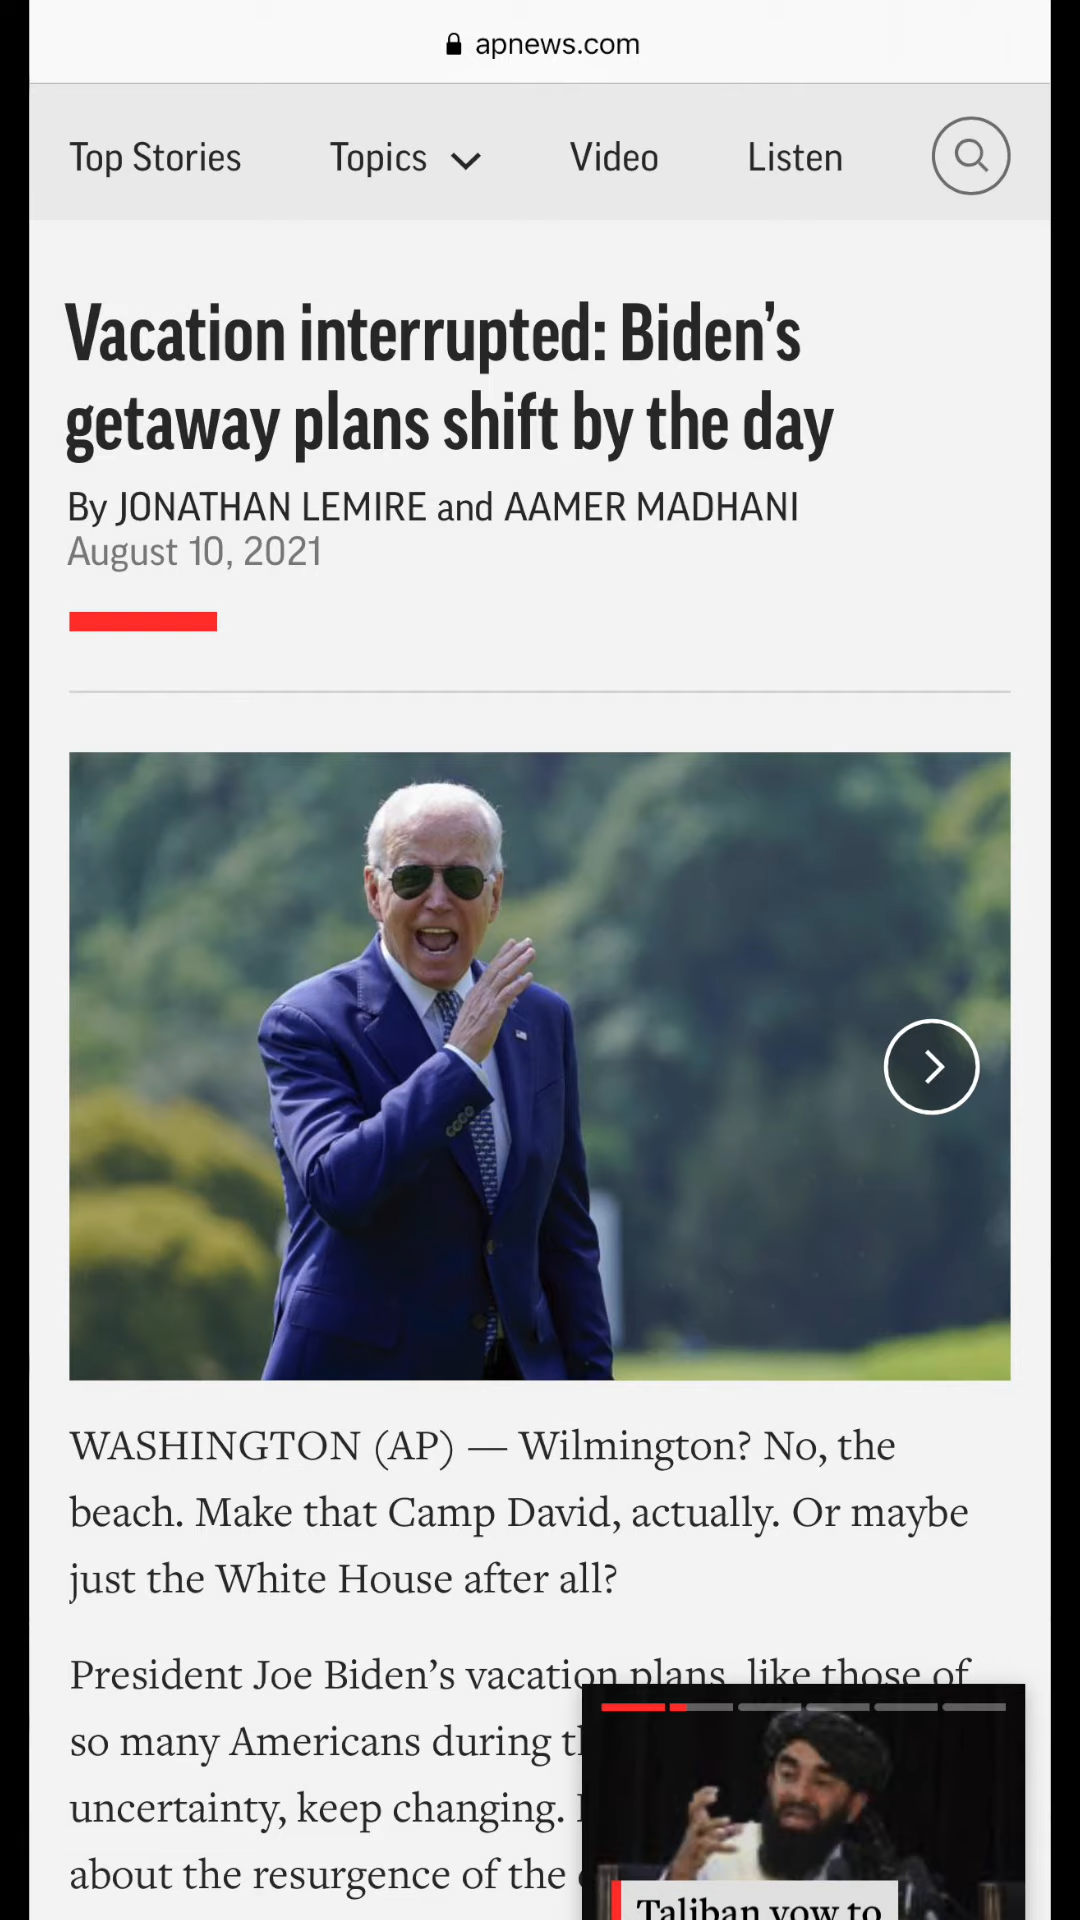 apnews.com
Top Stories
Topics
Video
Listen
Vacation interrupted: Biden’s
getaway plans shift by the day
By JONATHAN LEMIRE and AAMER MADHANI
August 10, 2021
WASHINGTON (AP) — Wilmington? No, the
beach. Make that Camp David, actually. Or maybe
just the White House after all?
President Joe Biden’s vacation plans, like those of
so many Americans during
uncertainty, keep changing.
about the resurgence of the
Taliban vow to